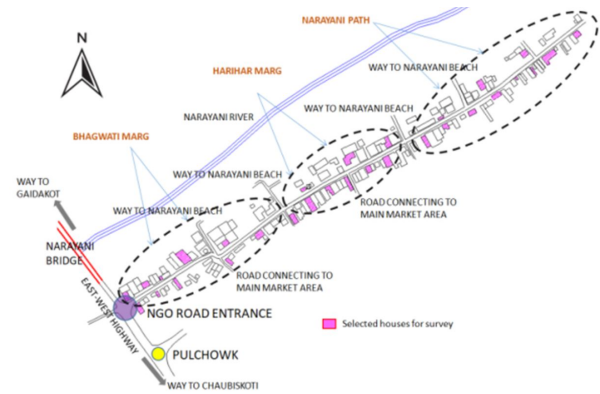 NARAYANI PATH
N
WAY TO NARAYANI BEACH
HARIHAR MARG
WAY TO NARAYANI BEACH
NARAYANI RIVER
BHAGWATI MARG
WAY TO NARAYANI BEACH
WAY TO
GAIDAKOT
ROAD CONNECTING TO
MAIN MARKET AREA
WAY TO NARAYANI BEACH
NARAYANI
BRIDGE
ROAD CONNECTING TO
MAIN MARKET AREA
EAST-WEST HIGHWAY
NGO ROAD ENTRANCE
Selected houses for survey
PULCHOWK
WAY TO CHAUBISKOTI